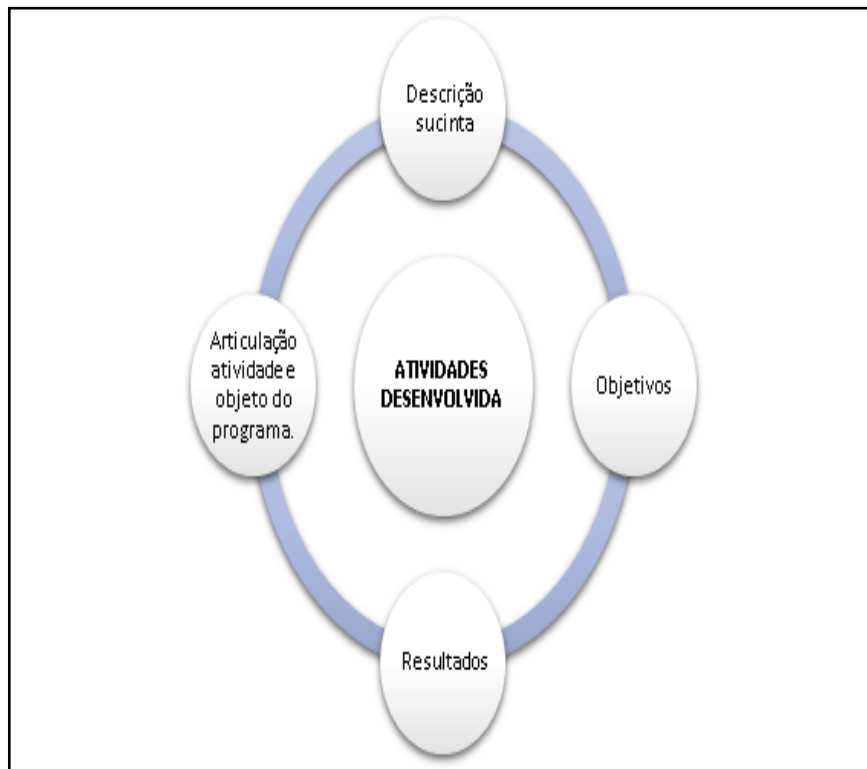 Descrição
sucinta
Articulação
atividade e
objeto do
programa.
ATIVIDADES
DESENVOLVIDA
Objetivos
Resultados